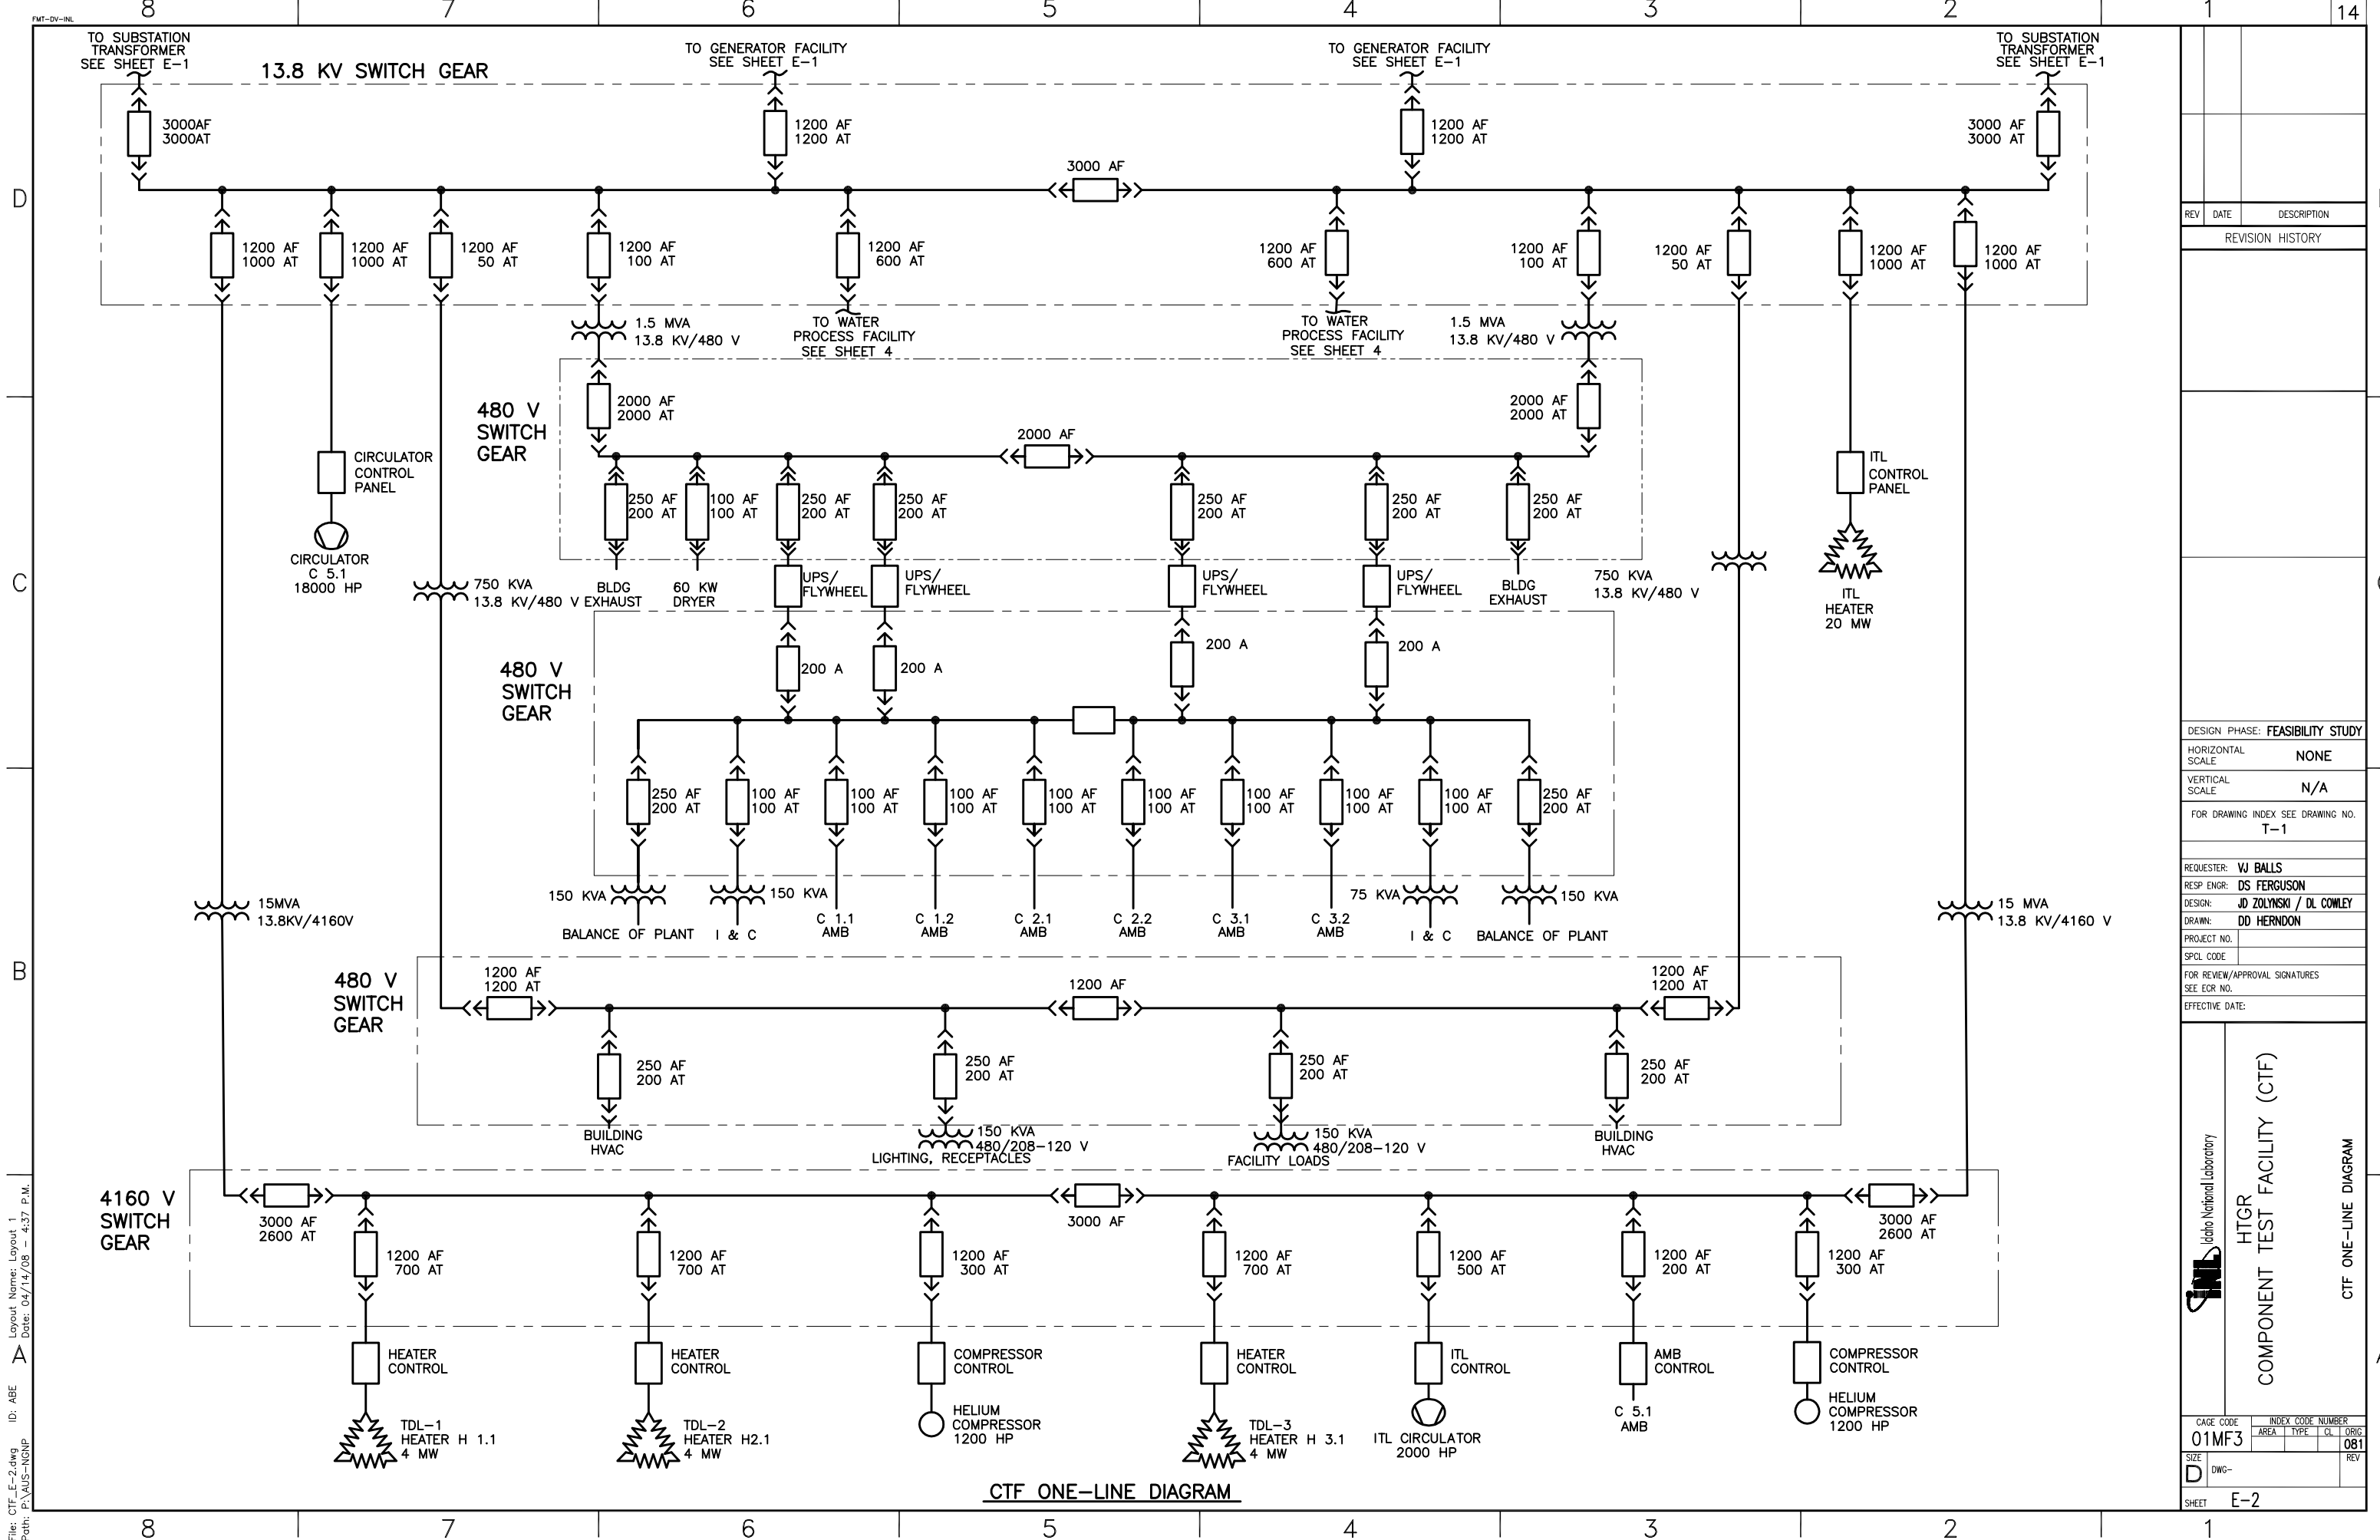 FMT-DV-INL
8
7
6
5
4
3
2
1
14
TO SUBSTATION
TRANSFORMER
SEE SHEET E-1
13.8 KV SWITCH GEAR
TO GENERATOR FACILITY
SEE SHEET E-1
TO GENERATOR FACILITY
SEE SHEET E-1
TO SUBSTATION
TRANSFORMER
SEE SHEET E-1
3000AF
3000AT
1200 AF
1200 AT
1200 AF
1200 AT
3000 AF
3000 AT
3000 AF
D
1200 AF
1000 AT
1200 AF
1000 AT
1200 AF
50 AT
1200 AF
100 AT
1200 AF
600 AT
1200 AF
600 AT
1200 AF
100 AT
1200 AF
50 AT
1200 AF
1000 AT
1200 AF
1000 AT
1.5 MVA
13.8 KV/480 V
TO WATER
PROCESS FACILITY
SEE SHEET 4
TO WATER
PROCESS FACILITY
SEE SHEET 4
1.5 MVA
13.8 KV/480 V
480 V
SWITCH
GEAR
2000 AF
2000 AT
2000 AF
2000 AF
2000 AT
CIRCULATOR
CONTROL
PANEL
ITL
CONTROL
PANEL
250 AF
200 AT
100 AF
100 AT
250 AF
200 AT
250 AF
200 AT
250 AF
200 AT
250 AF
200 AT
250 AF
200 AT
CIRCULATOR
C 5.1
18000 HP
C
750 KVA
13.8 KV/480 V
BLDG
EXHAUST
60 KW
DRYER
UPS/
FLYWHEEL
UPS/
FLYWHEEL
UPS/
FLYWHEEL
UPS/
FLYWHEEL
BLDG
EXHAUST
750 KVA
13.8 KV/480 V
ITL
HEATER
20 MW
480 V
SWITCH
GEAR
200 A
200 A
200 A
200 A
250 AF
200 AT
100 AF
100 AT
100 AF
100 AT
100 AF
100 AT
100 AF
100 AT
100 AF
100 AT
100 AF
100 AT
100 AF
100 AT
100 AF
100 AT
250 AF
200 AT
15MVA
13.8KV/4160V
150 KVA
150 KVA
75 KVA
150 KVA
BALANCE OF PLANT
I & C
C 1.1
AMB
C 1.2
AMB
C 2.1
AMB
C 2.2
AMB
C 3.1
AMB
C 3.2
AMB
I & C
BALANCE OF PLANT
15 MVA
13.8 KV/4160 V
B
480 V
SWITCH
GEAR
1200 AF
1200 AT
1200 AF
1200 AF
1200 AT
250 AF
200 AT
250 AF
200 AT
250 AF
200 AT
250 AF
200 AT
BUILDING
HVAC
150 KVA
480/208-120 V
LIGHTING, RECEPTACLES
150 KVA
480/208-120 V
FACILITY LOADS
BUILDING
HVAC
4160 V
SWITCH
GEAR
3000 AF
2600 AT
3000 AF
3000 AF
2600 AT
1200 AF
700 AT
1200 AF
700 AT
1200 AF
300 AT
1200 AF
700 AT
1200 AF
500 AT
1200 AF
200 AT
1200 AF
300 AT
A
HEATER
CONTROL
HEATER
CONTROL
COMPRESSOR
CONTROL
HEATER
CONTROL
ITL
CONTROL
AMB
CONTROL
COMPRESSOR
CONTROL
TDL-1
HEATER H 1.1
4 MW
TDL-2
HEATER H2.1
4 MW
HELIUM
COMPRESSOR
1200 HP
TDL-3
HEATER H 3.1
4 MW
ITL CIRCULATOR
2000 HP
C 5.1
AMB
HELIUM
COMPRESSOR
1200 HP
CTF ONE-LINE DIAGRAM
8
7
6
5
4
3
2
1
File: CTF_E-2.dwg ID: ABE Layout Name: Layout 1
Path: P:\AUS-NGNP Date: 04/14/08 - 4:37 P.M.
REV DATE DESCRIPTION
REVISION HISTORY
DESIGN PHASE: FEASIBILITY STUDY
HORIZONTAL
SCALE NONE
VERTICAL
SCALE N/A
FOR DRAWING INDEX SEE DRAWING NO.
T-1
REQUESTER: VJ BALLS
RESP ENGR: DS FERGUSON
DESIGN: JD ZOLYNSKI / DL COWLEY
DRAWN: DD HERNDON
PROJECT NO.
SPCL CODE
FOR REVIEW/APPROVAL SIGNATURES
SEE ECR NO.
EFFECTIVE DATE:
INL Idaho National Laboratory
HTGR
COMPONENT TEST FACILITY (CTF)
CTF ONE-LINE DIAGRAM
CAGE CODE
01MF3
INDEX CODE NUMBER
AREA TYPE CL ORIG
081
SIZE
D
DWG-
REV
SHEET E-2